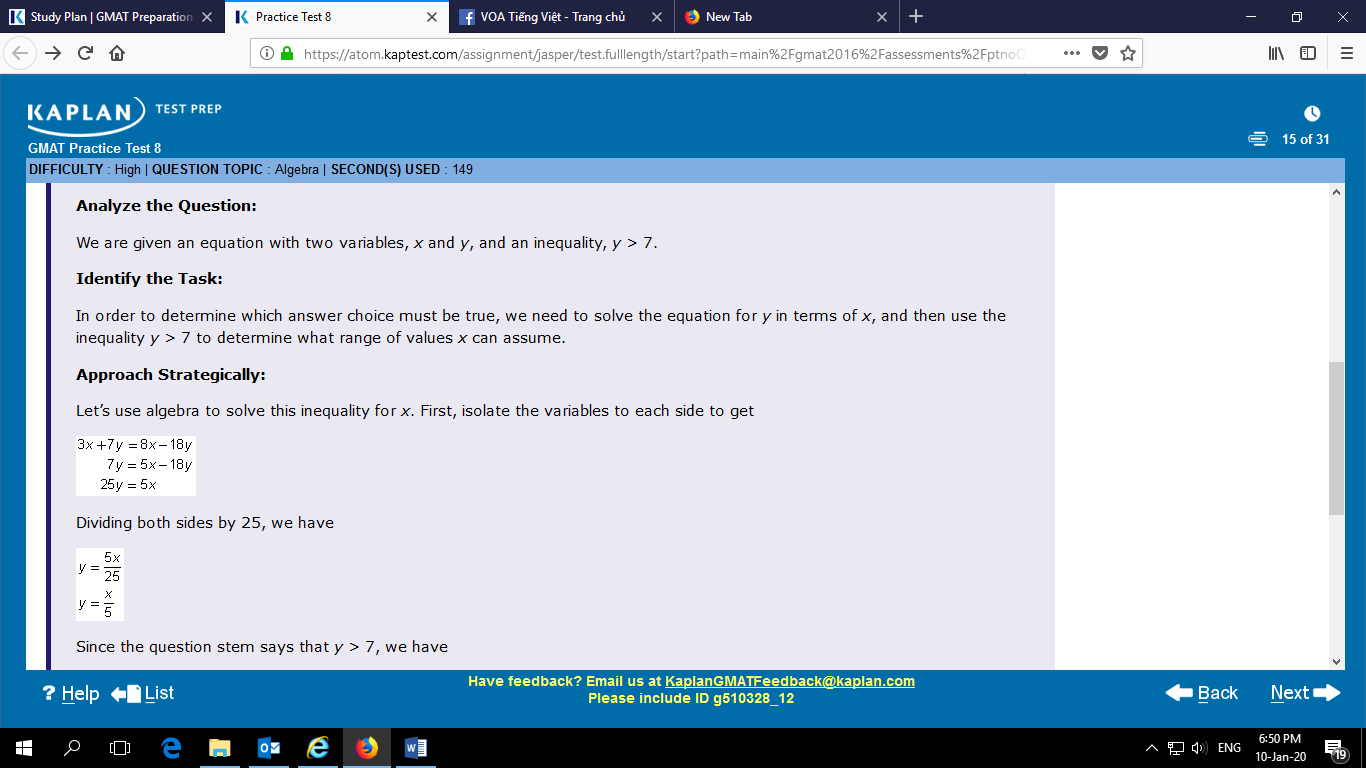 Study Plan | GMAT Preparation
Practice Test 8
VOA Tiếng Việt - Trang chủ
New Tab
https://atom.kaptest.com/assignment/jasper/test.fulllength/start?path=main%2Fgmat2016%2Fassessments%2Fptno
KAPLAN TEST PREP
GMAT Practice Test 8
15 of 31
DIFFICULTY : High | QUESTION TOPIC : Algebra | SECOND(S) USED : 149
Analyze the Question:
We are given an equation with two variables, x and y, and an inequality, y > 7.
Identify the Task:
In order to determine which answer choice must be true, we need to solve the equation for y in terms of x, and then use the
inequality y > 7 to determine what range of values x can assume.
Approach Strategically:
Let’s use algebra to solve this inequality for x. First, isolate the variables to each side to get
3x + 7y = 8x – 18y
7y = 5x – 18y
25y = 5x
Dividing both sides by 25, we have
y = 5x/25
y = x/5
Since the question stem says that y > 7, we have
? Help
List
Have feedback? Email us at KaplanGMATFeedback@kaplan.com
Please include ID g510328_12
Back
Next
ENG
6:50 PM
10-Jan-20
19